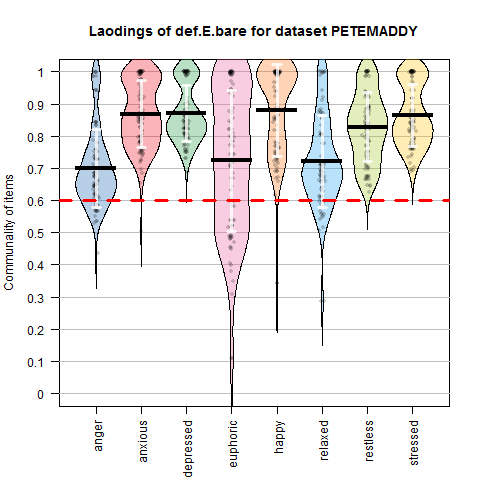 Laodings of def.E.bare for dataset PETEMADDY
Communality of items
1
0.9
0.8
0.7
0.6
0.5
0.4
0.3
0.2
0.1
0
anger
anxious
depressed
euphoric
happy
relaxed
restless
stressed